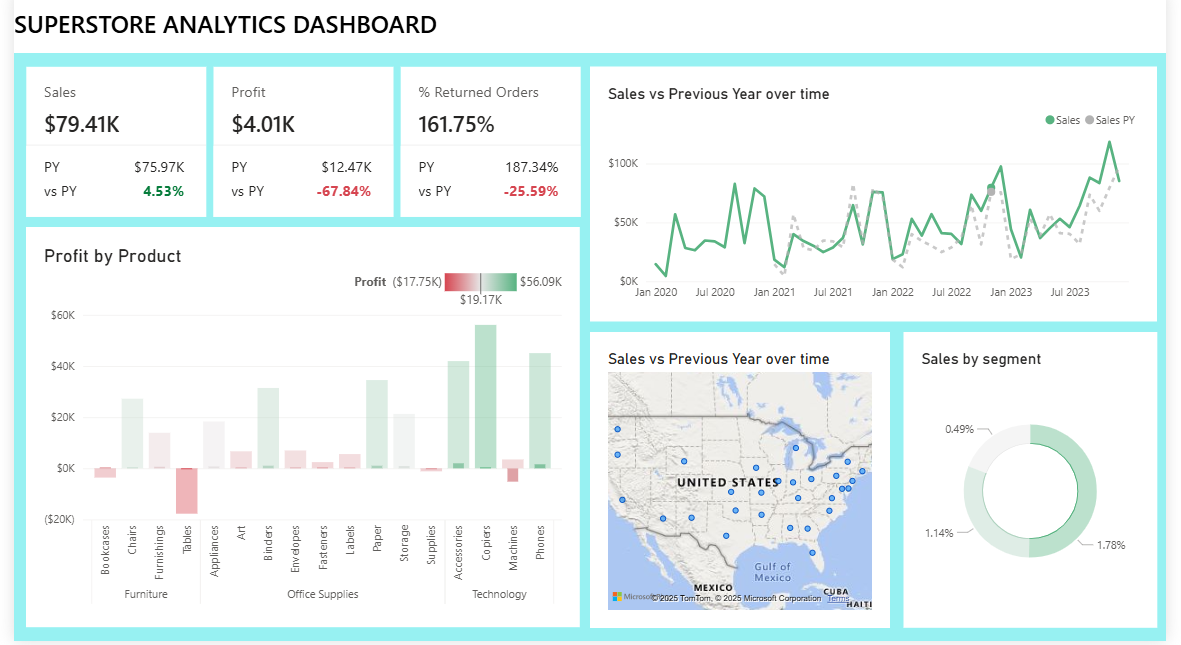 SUPERSTORE ANALYTICS DASHBOARD
Sales
$79.41K
PY $75.97K
vs PY 4.53%
Profit
$4.01K
PY $12.47K
vs PY -67.84%
% Returned Orders
161.75%
PY 187.34%
vs PY -25.59%
Sales vs Previous Year over time
Sales Sales PY
$100K
$50K
$0K
Jan 2020 Jul 2020 Jan 2021 Jul 2021 Jan 2022 Jul 2022 Jan 2023 Jul 2023
Profit by Product
Profit ($17.75K) $56.09K
$19.17K
$60K
$40K
$20K
$0K
($20K)
Bookcases
Chairs
Furnishings
Tables
Appliances
Art
Binders
Envelopes
Fasteners
Labels
Paper
Storage
Supplies
Accessories
Copiers
Machines
Phones
Furniture Office Supplies Technology
Sales vs Previous Year over time
UNITED STATES
Gulf of
Mexico
MEXICO
CUBA
HAITI
Microsoft
© 2025 TomTom, © 2025 Microsoft Corporation Terms
Sales by segment
0.49%
1.14%
1.78%